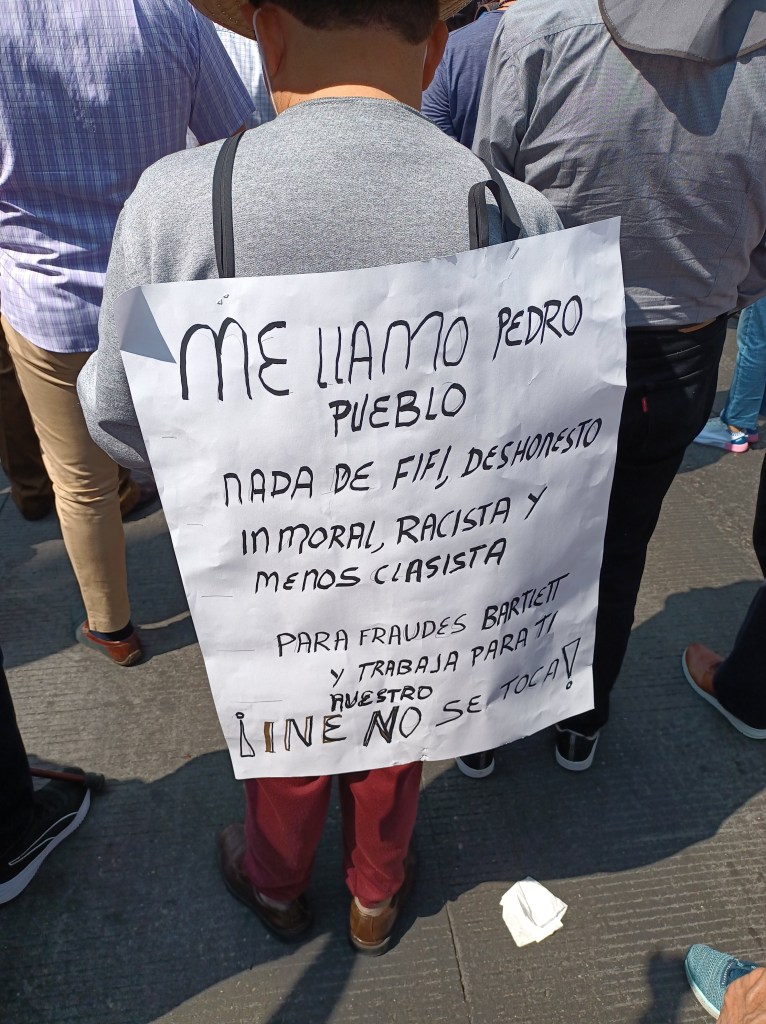 ME LLAMO PEDRO
PUEBLO
NADA DE FIFI, DESHONESTO
INMORAL, RACISTA Y
MENOS CLASISTA
PARA FRAUDES BARTLETT
Y TRABAJA PARA TI
NUESTRO
¡INE NO SE TOCA!